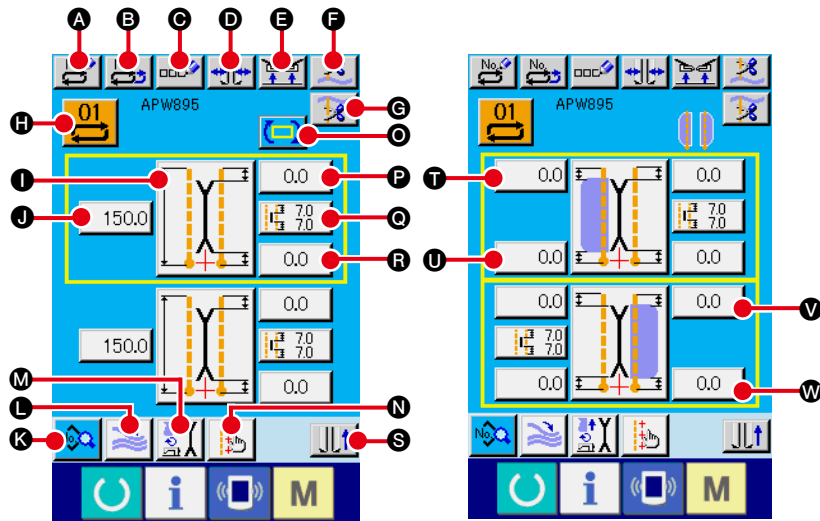 A B C D E F
No. No.
H 01 APW895 G
01 APW895
O
I 0.0 P
T 0.0 0.0
J 150.0 7.0 Q
7.0
7.0
7.0
0.0 R
U 0.0 0.0
0.0
0.0 0.0 V
150.0 7.0
7.0
7.0
7.0
M 0.0
0.0 0.0 W
L N
K No. S
No.
i M
i M